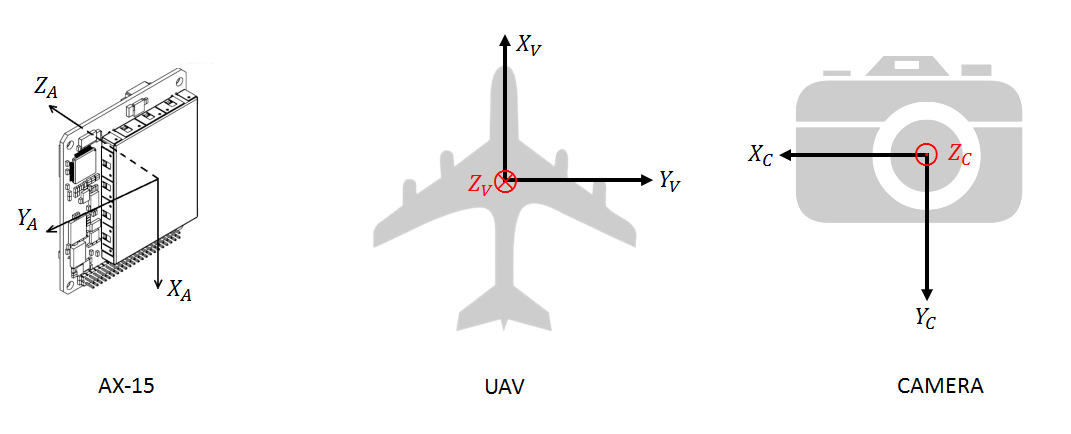 Z_A
Y_A
X_A
AX-15
X_V
Z_V
Y_V
UAV
X_C
Z_C
Y_C
CAMERA